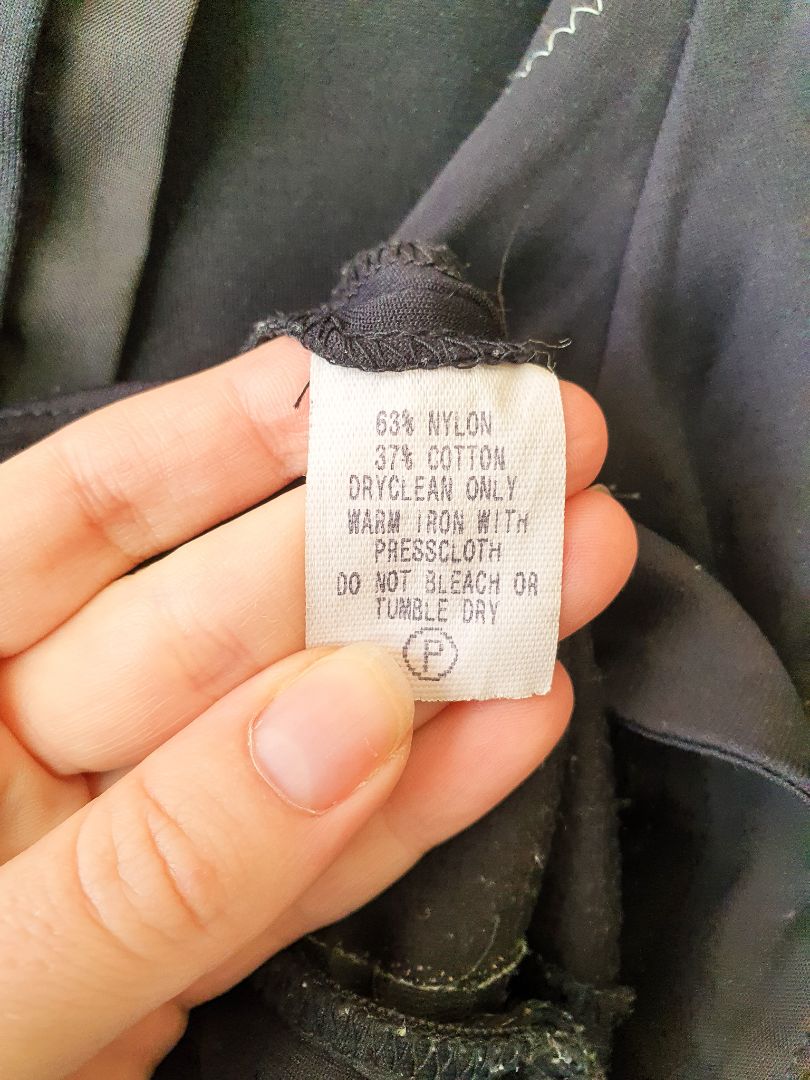 63% NYLON
37% COTTON
DRYCLEAN ONLY
WARM IRON WITH
PRESSCLOTH
DO NOT BLEACH OR
TUMBLE DRY
P